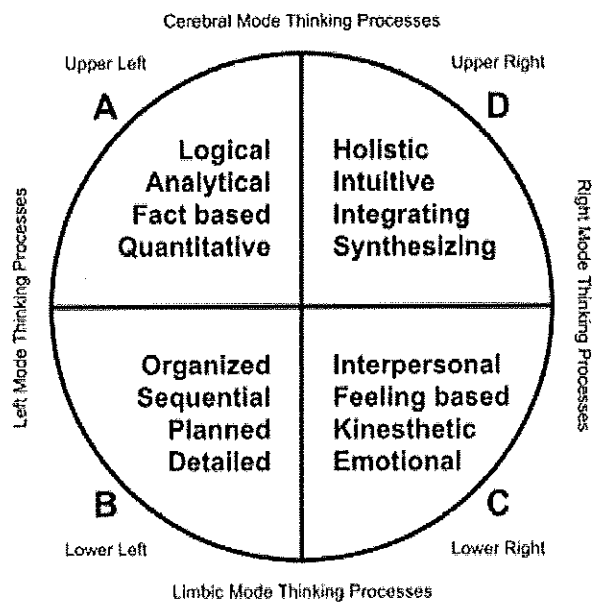 Cerebral Mode Thinking Processes
Upper Left
Upper Right
A
D
Logical
Analytical
Fact based
Quantitative
Holistic
Intuitive
Integrating
Synthesizing
Left Mode Thinking Processes
Right Mode Thinking Processes
Organized
Sequential
Planned
Detailed
Interpersonal
Feeling based
Kinesthetic
Emotional
B
C
Lower Left
Lower Right
Limbic Mode Thinking Processes